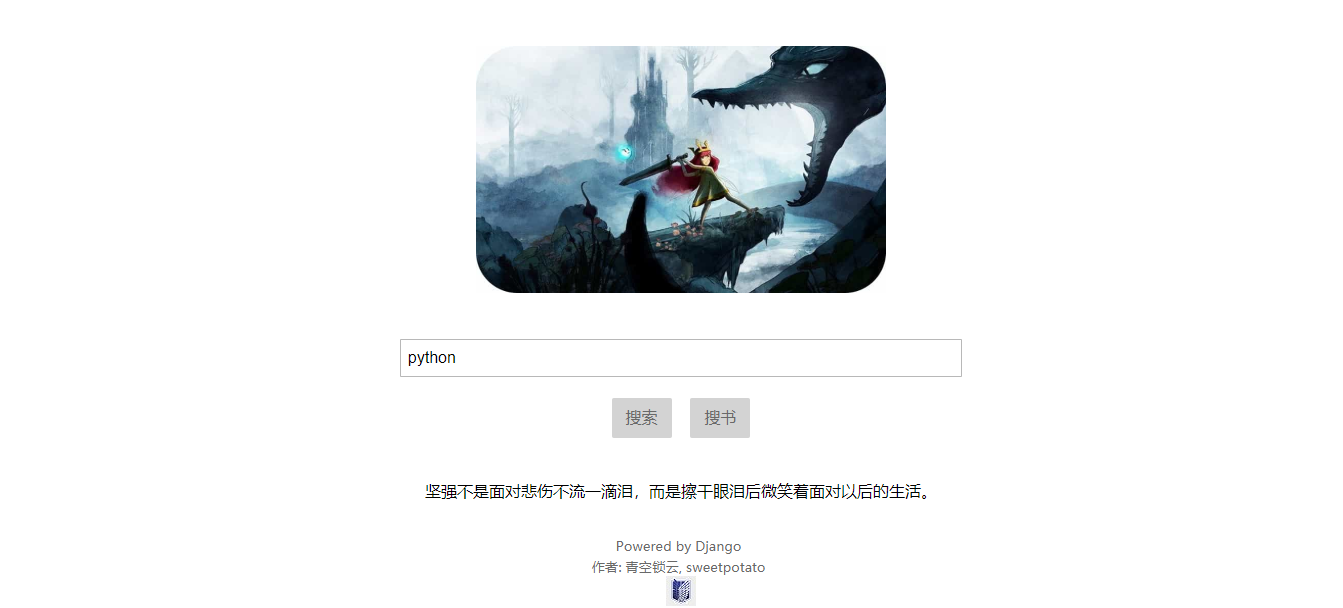 python
搜索 搜书
坚强不是面对悲伤不流一滴泪，而是擦干眼泪后微笑着面对以后的生活。
Powered by Django
作者: 青空锁云, sweetpotato